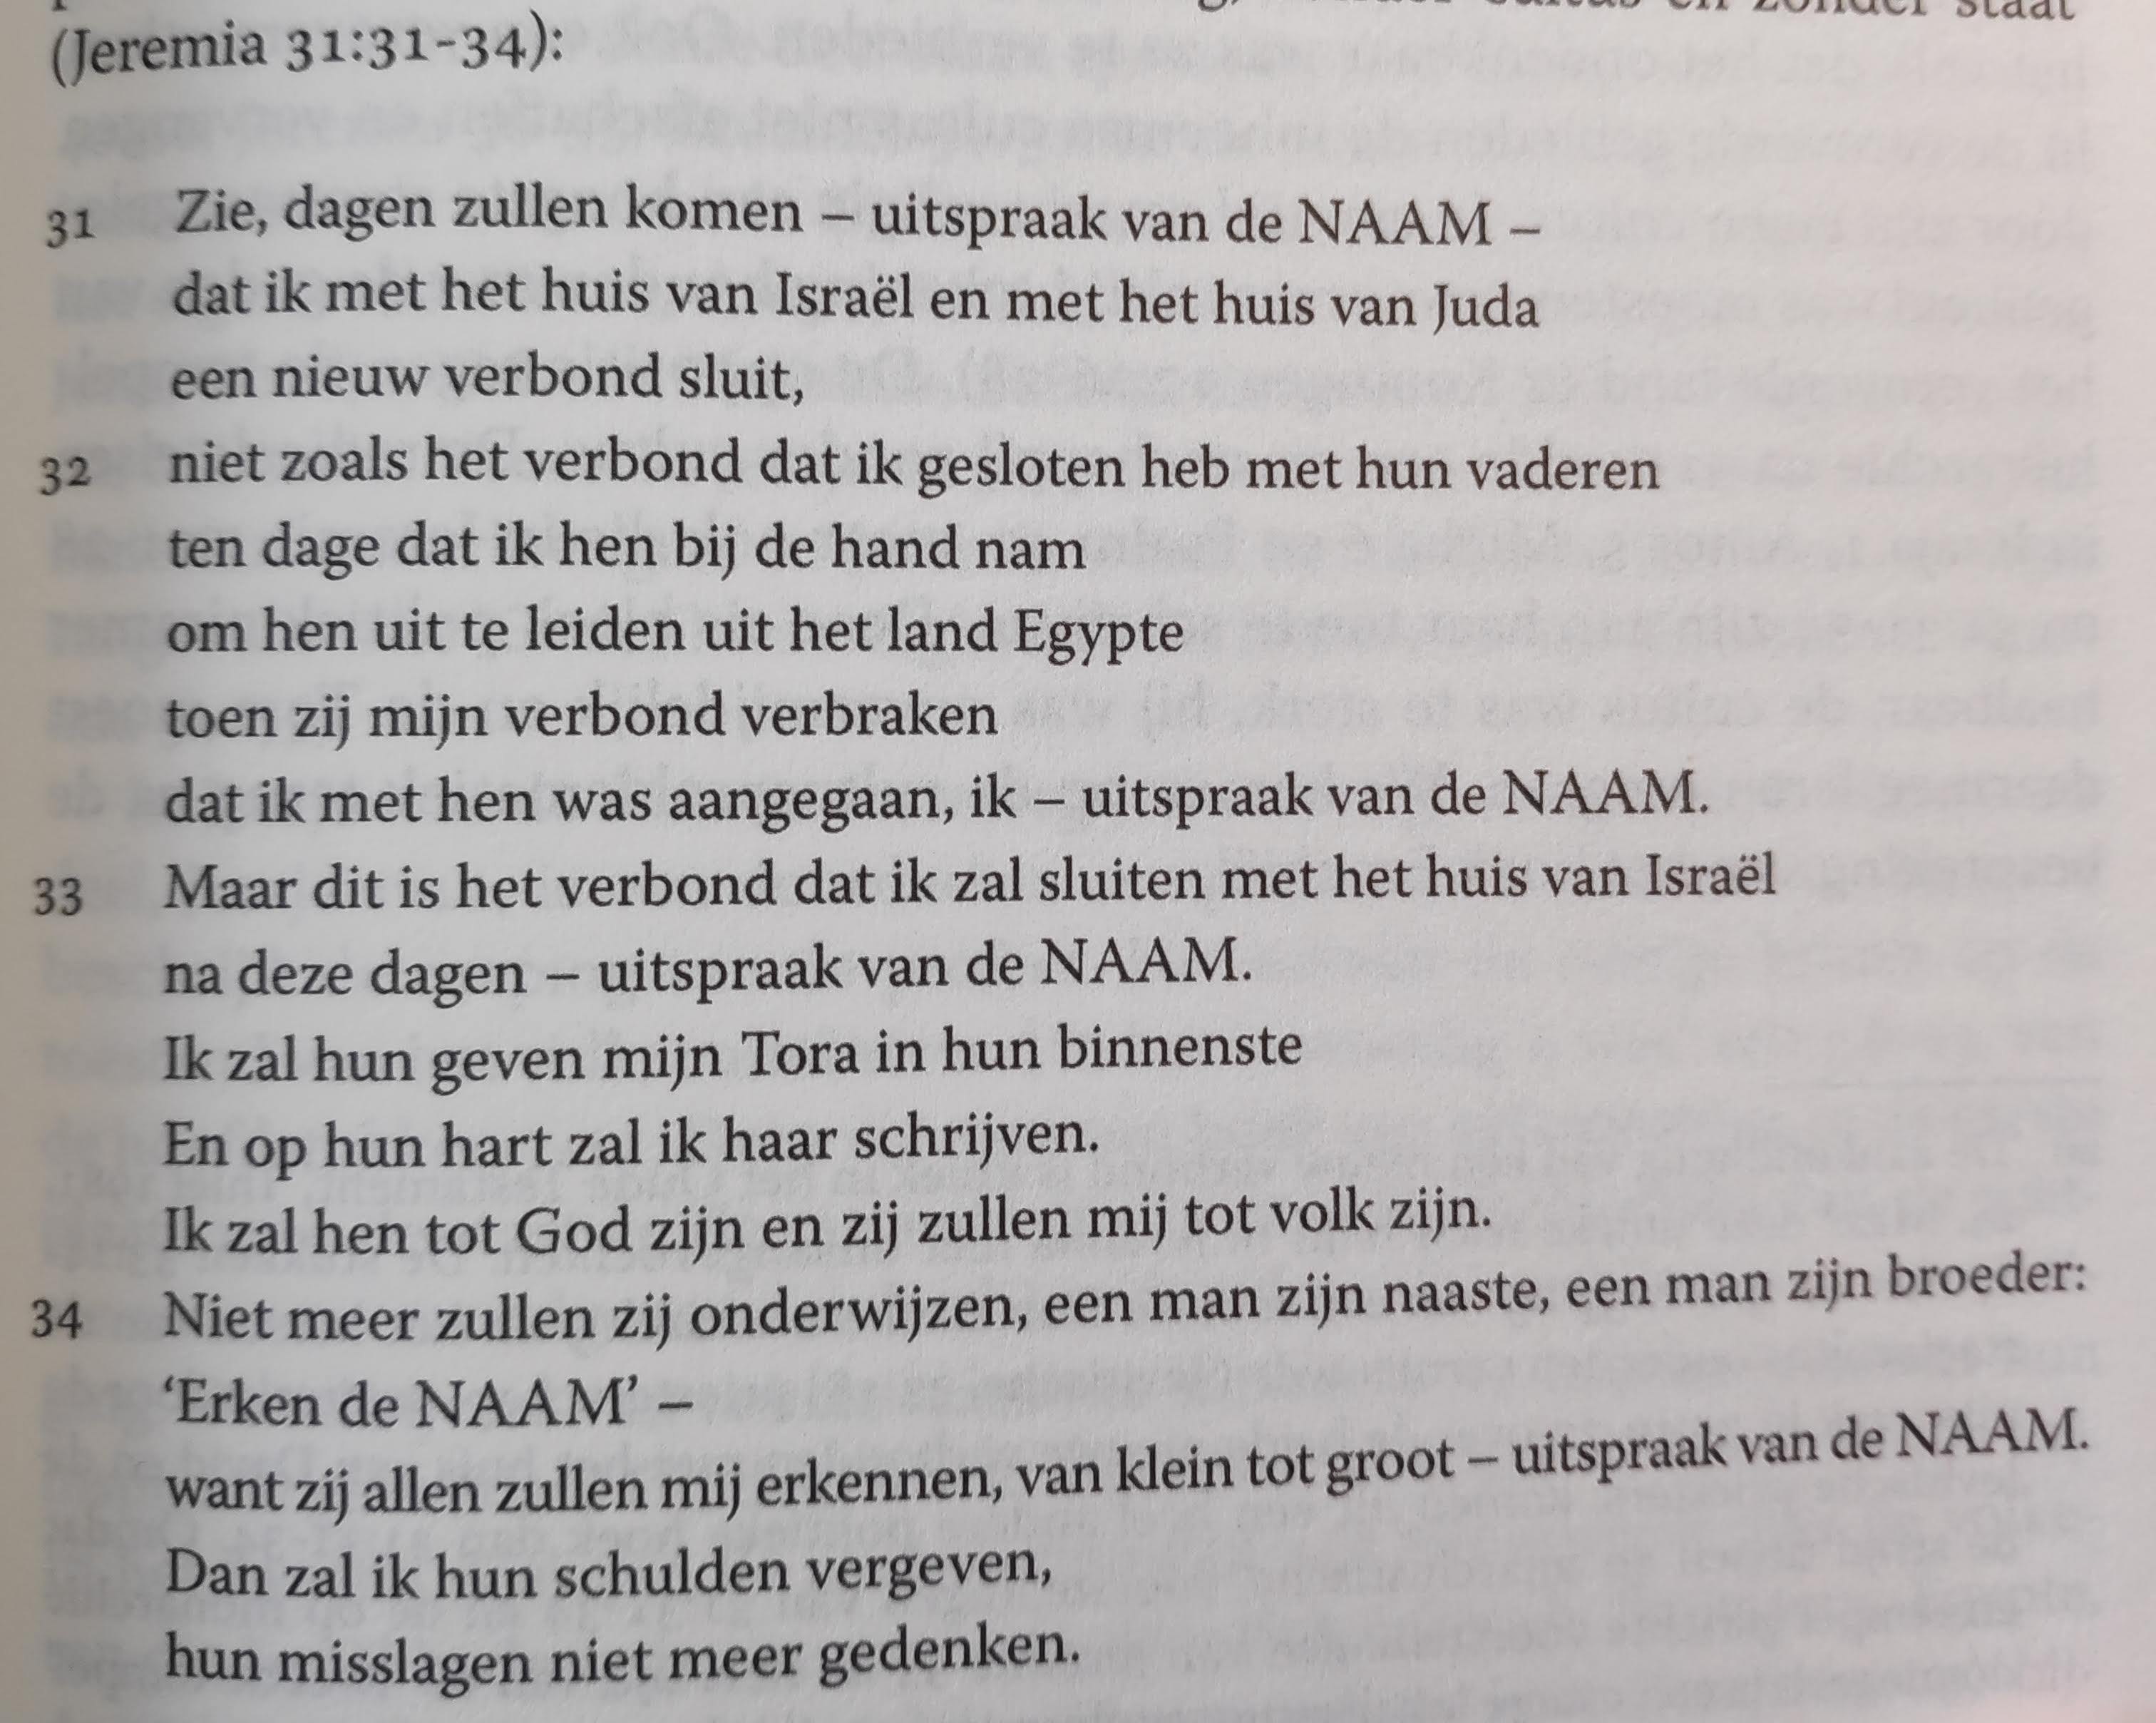 en zonder staat
(Jeremia 31:31-34):
31 Zie, dagen zullen komen – uitspraak van de NAAM –
dat ik met het huis van Israël en met het huis van Juda
een nieuw verbond sluit,
32 niet zoals het verbond dat ik gesloten heb met hun vaderen
ten dage dat ik hen bij de hand nam
om hen uit te leiden uit het land Egypte
toen zij mijn verbond verbraken
dat ik met hen was aangegaan, ik – uitspraak van de NAAM.
33 Maar dit is het verbond dat ik zal sluiten met het huis van Israël
na deze dagen – uitspraak van de NAAM.
Ik zal hun geven mijn Tora in hun binnenste
En op hun hart zal ik haar schrijven.
Ik zal hen tot God zijn en zij zullen mij tot volk zijn.
34 Niet meer zullen zij onderwijzen, een man zijn naaste, een man zijn broeder:
‘Erken de NAAM’ –
want zij allen zullen mij erkennen, van klein tot groot – uitspraak van de NAAM.
Dan zal ik hun schulden vergeven,
hun misslagen niet meer gedenken.